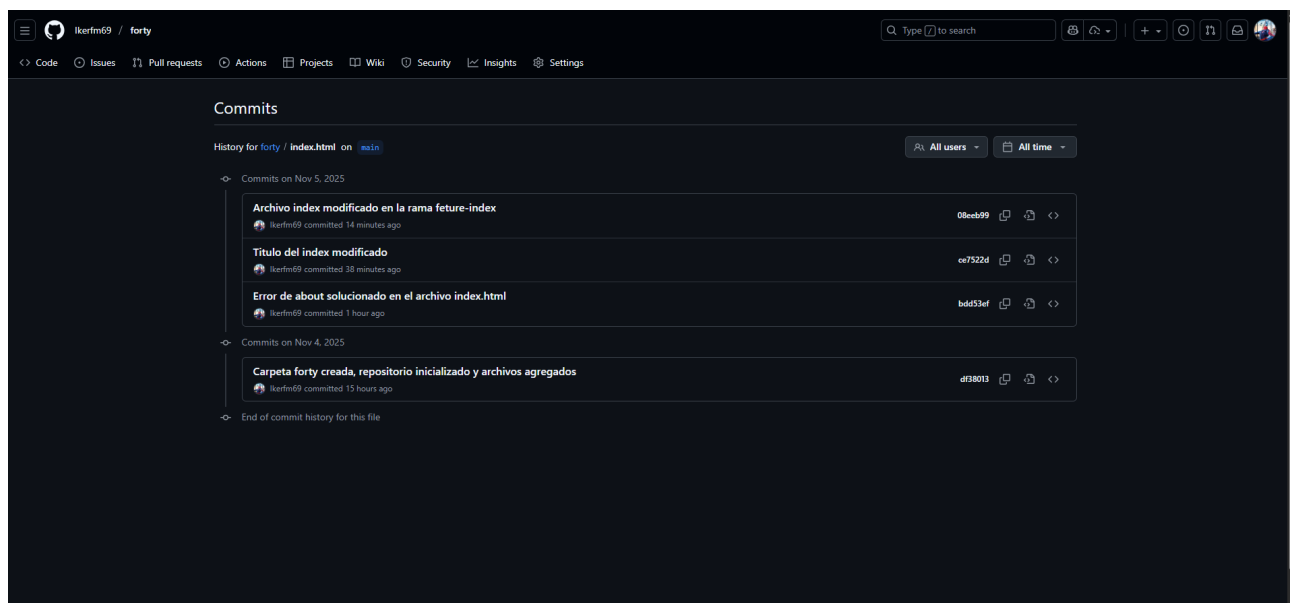 Ikerfm69 / forty
Type / to search
Code Issues Pull requests Actions Projects Wiki Security Insights Settings
Commits
History for forty / index.html on main
All users All time
Commits on Nov 5, 2025
Archivo index modificado en la rama feture-index
Ikerfm69 committed 14 minutes ago
08eeb99
Titulo del index modificado
Ikerfm69 committed 38 minutes ago
ce7522d
Error de about solucionado en el archivo index.html
Ikerfm69 committed 1 hour ago
bdd53ef
Commits on Nov 4, 2025
Carpeta forty creada, repositorio inicializado y archivos agregados
Ikerfm69 committed 15 hours ago
df38013
End of commit history for this file